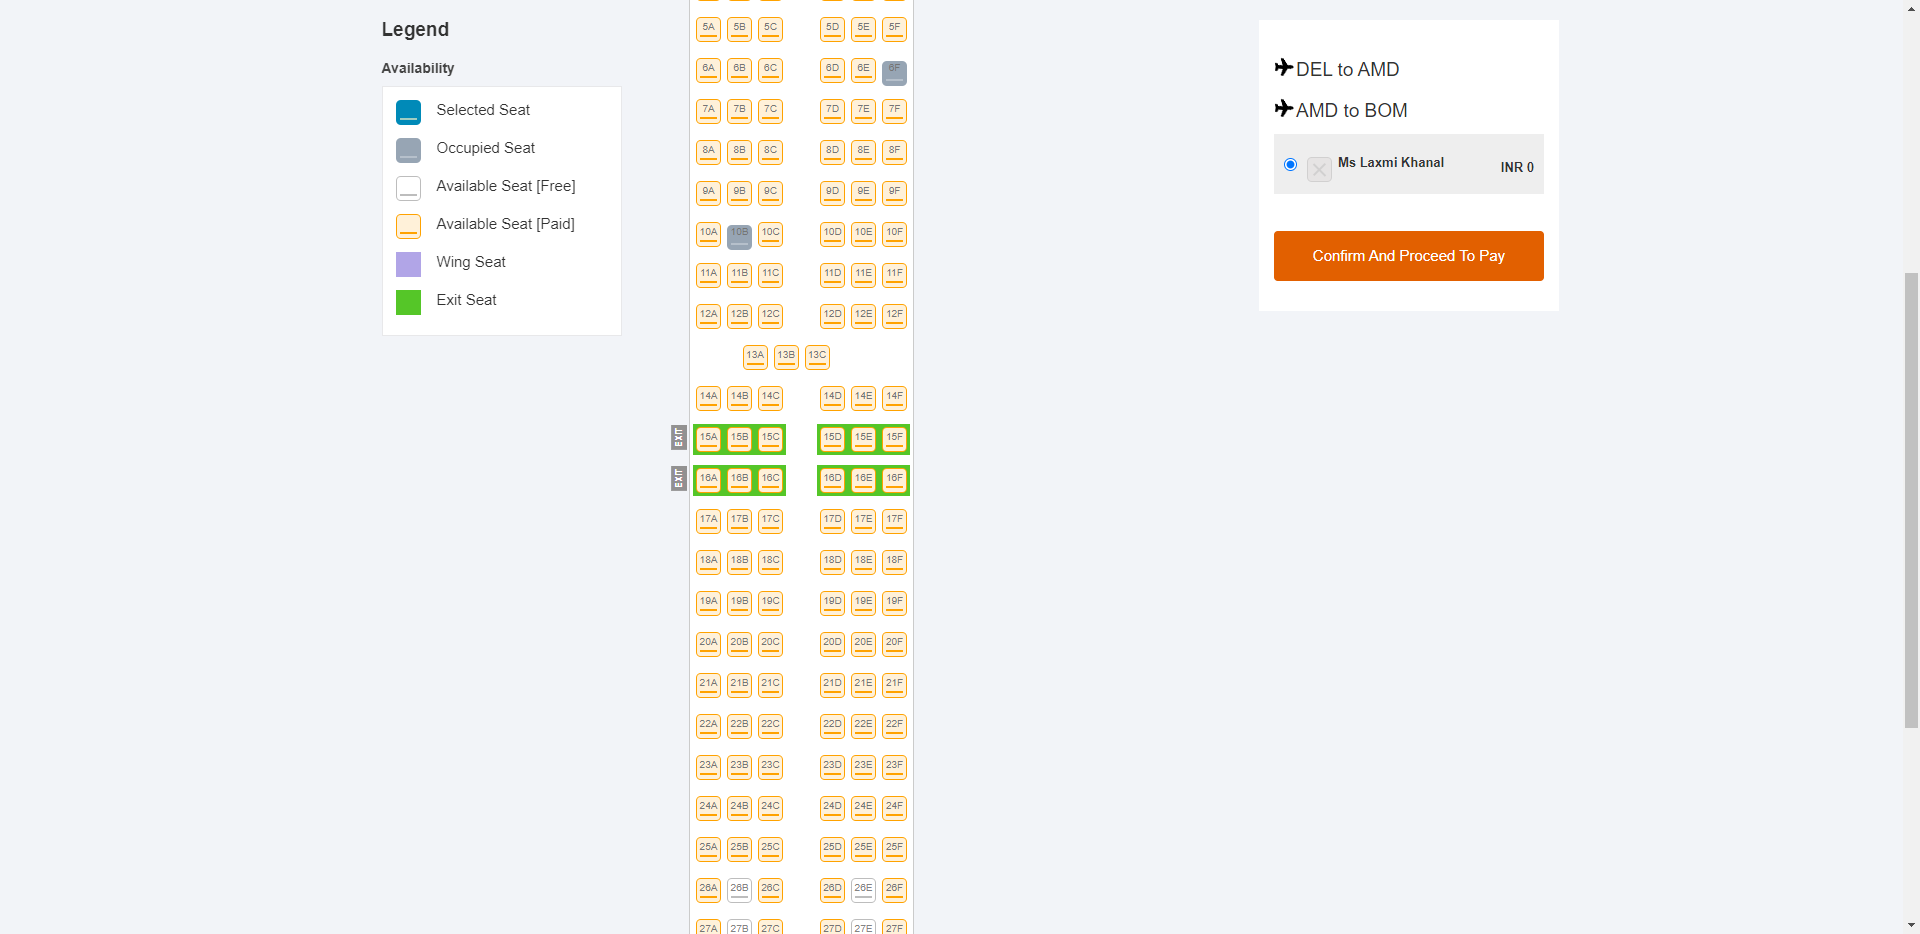 Legend
Availability
Selected Seat
Occupied Seat
Available Seat [Free]
Available Seat [Paid]
Wing Seat
Exit Seat
5A 5B 5C 5D 5E 5F
6A 6B 6C 6D 6E 6F
7A 7B 7C 7D 7E 7F
8A 8B 8C 8D 8E 8F
9A 9B 9C 9D 9E 9F
10A 10B 10C 10D 10E 10F
11A 11B 11C 11D 11E 11F
12A 12B 12C 12D 12E 12F
13A 13B 13C
14A 14B 14C 14D 14E 14F
EXIT 15A 15B 15C 15D 15E 15F
EXIT 16A 16B 16C 16D 16E 16F
17A 17B 17C 17D 17E 17F
18A 18B 18C 18D 18E 18F
19A 19B 19C 19D 19E 19F
20A 20B 20C 20D 20E 20F
21A 21B 21C 21D 21E 21F
22A 22B 22C 22D 22E 22F
23A 23B 23C 23D 23E 23F
24A 24B 24C 24D 24E 24F
25A 25B 25C 25D 25E 25F
26A 26B 26C 26D 26E 26F
27A 27B 27C 27D 27E 27F
DEL to AMD
AMD to BOM
Ms Laxmi Khanal INR 0
Confirm And Proceed To Pay